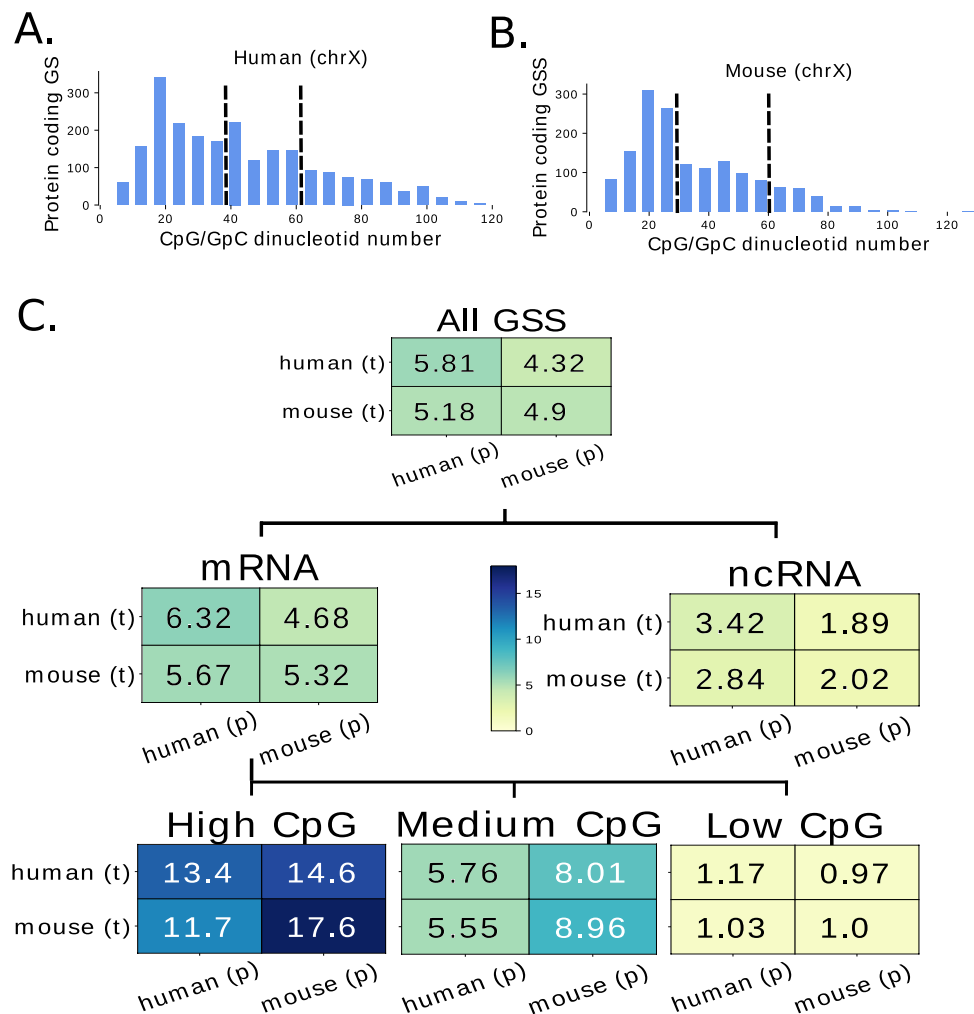 A.
Human (chrX)
Protein coding GS
300
200
100
0
0 20 40 60 80 100 120
CpG/GpC dinucleotid number
B.
Mouse (chrX)
Protein coding GSS
300
200
100
0
0 20 40 60 80 100 120
CpG/GpC dinucleotid number
C.
All GSS
human (t) 5.81 4.32
mouse (t) 5.18 4.9
human (p) mouse (p)
mRNA
human (t) 6.32 4.68
mouse (t) 5.67 5.32
human (p) mouse (p)
15
10
5
0
ncRNA
human (t) 3.42 1.89
mouse (t) 2.84 2.02
human (p) mouse (p)
High CpG
human (t) 13.4 14.6
mouse (t) 11.7 17.6
human (p) mouse (p)
Medium CpG
5.76 8.01
5.55 8.96
human (p) mouse (p)
Low CpG
1.17 0.97
1.03 1.0
human (p) mouse (p)